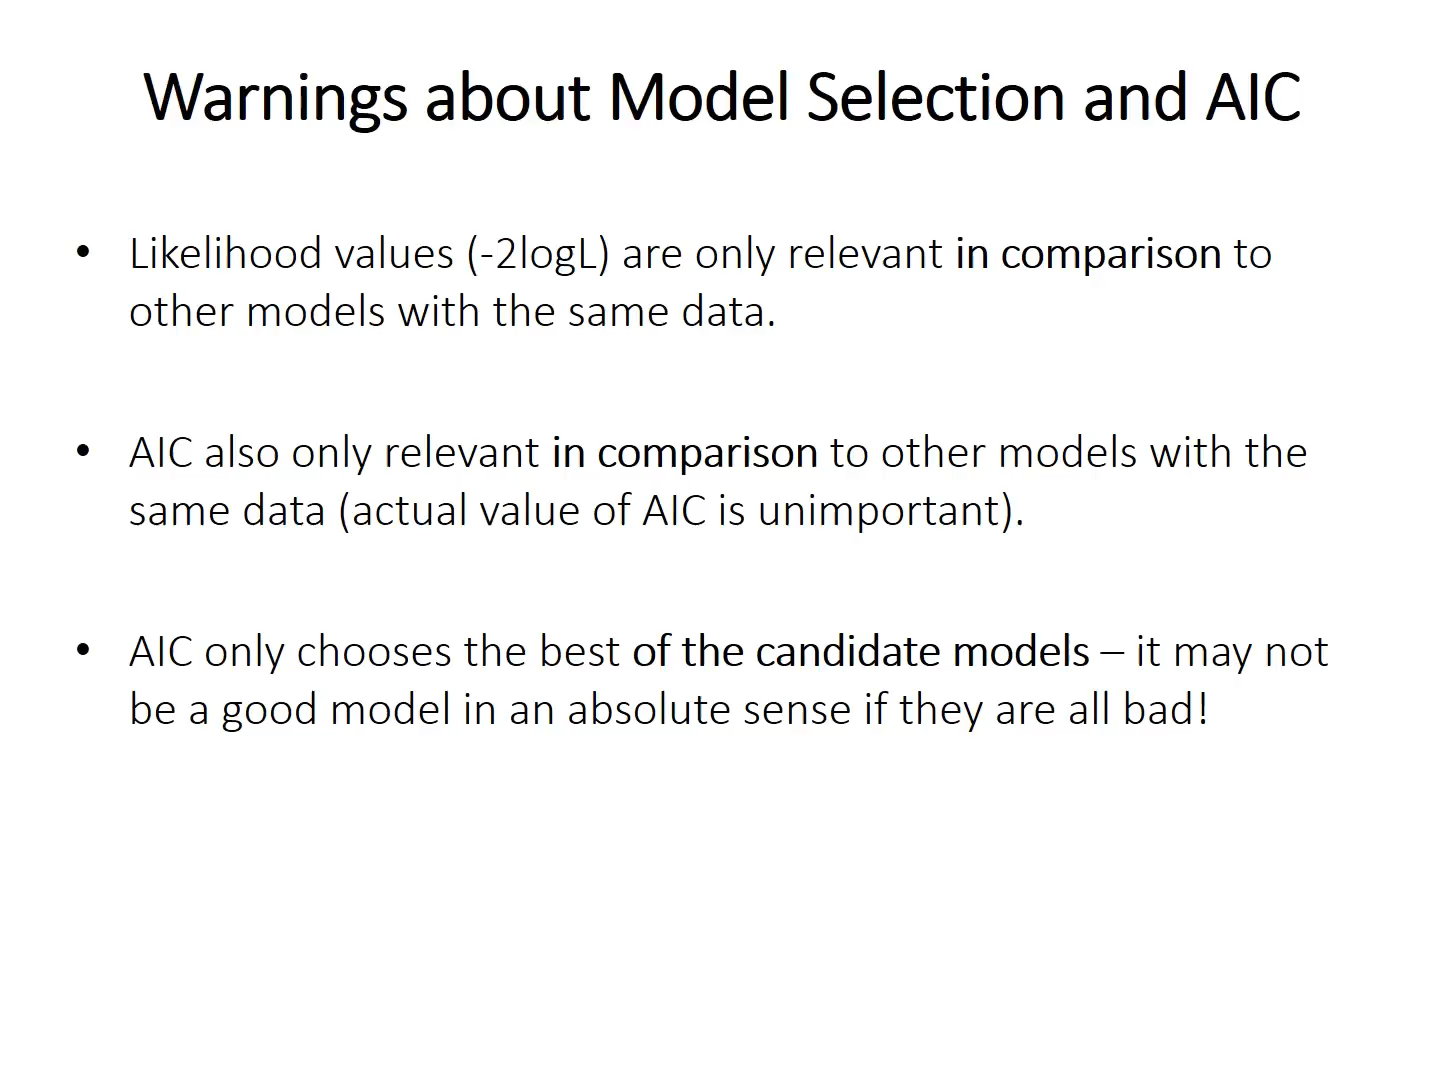 Warnings about Model Selection and AIC
• Likelihood values (-2logL) are only relevant in comparison to
other models with the same data.
• AIC also only relevant in comparison to other models with the
same data (actual value of AIC is unimportant).
• AIC only chooses the best of the candidate models – it may not
be a good model in an absolute sense if they are all bad!